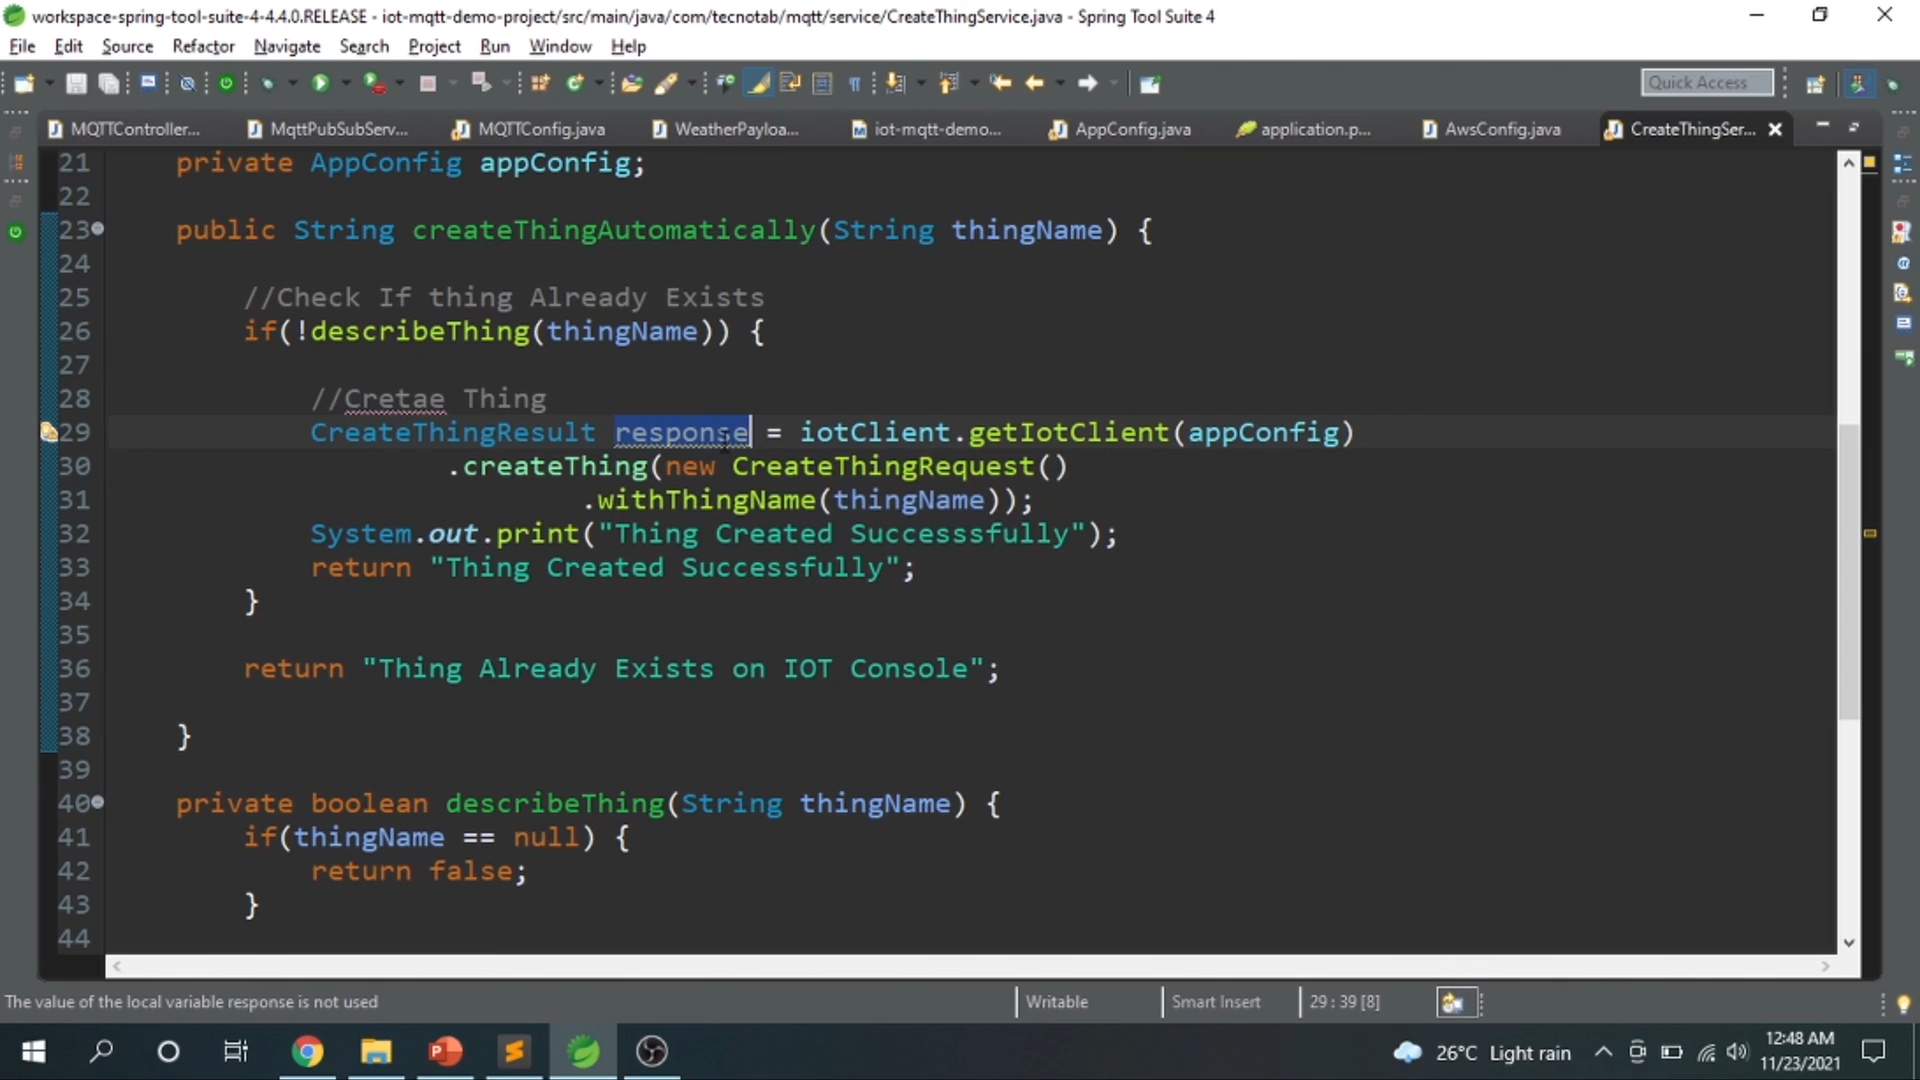 workspace-spring-tool-suite-4-4.4.0.RELEASE - iot-mqtt-demo-project/src/main/java/com/tecnotab/mqtt/service/CreateThingService.java - Spring Tool Suite 4
File Edit Source Refactor Navigate Search Project Run Window Help
Quick Access
MQTTController... MqttPubSubServ... MQTTConfig.java WeatherPayloa... iot-mqtt-demo... AppConfig.java application.p... AwsConfig.java CreateThingSer...
21 private AppConfig appConfig;
22
23 public String createThingAutomatically(String thingName) {
24
25 //Check If thing Already Exists
26 if(!describeThing(thingName)) {
27
28 //Cretae Thing
29 CreateThingResult response = iotClient.getIotClient(appConfig)
30 .createThing(new CreateThingRequest()
31 .withThingName(thingName));
32 System.out.print("Thing Created Successsfully");
33 return "Thing Created Successfully";
34 }
35
36 return "Thing Already Exists on IOT Console";
37
38 }
39
40 private boolean describeThing(String thingName) {
41 if(thingName == null) {
42 return false;
43 }
44
The value of the local variable response is not used Writable Smart Insert 29 : 39 [8]
26°C Light rain 12:48 AM
11/23/2021